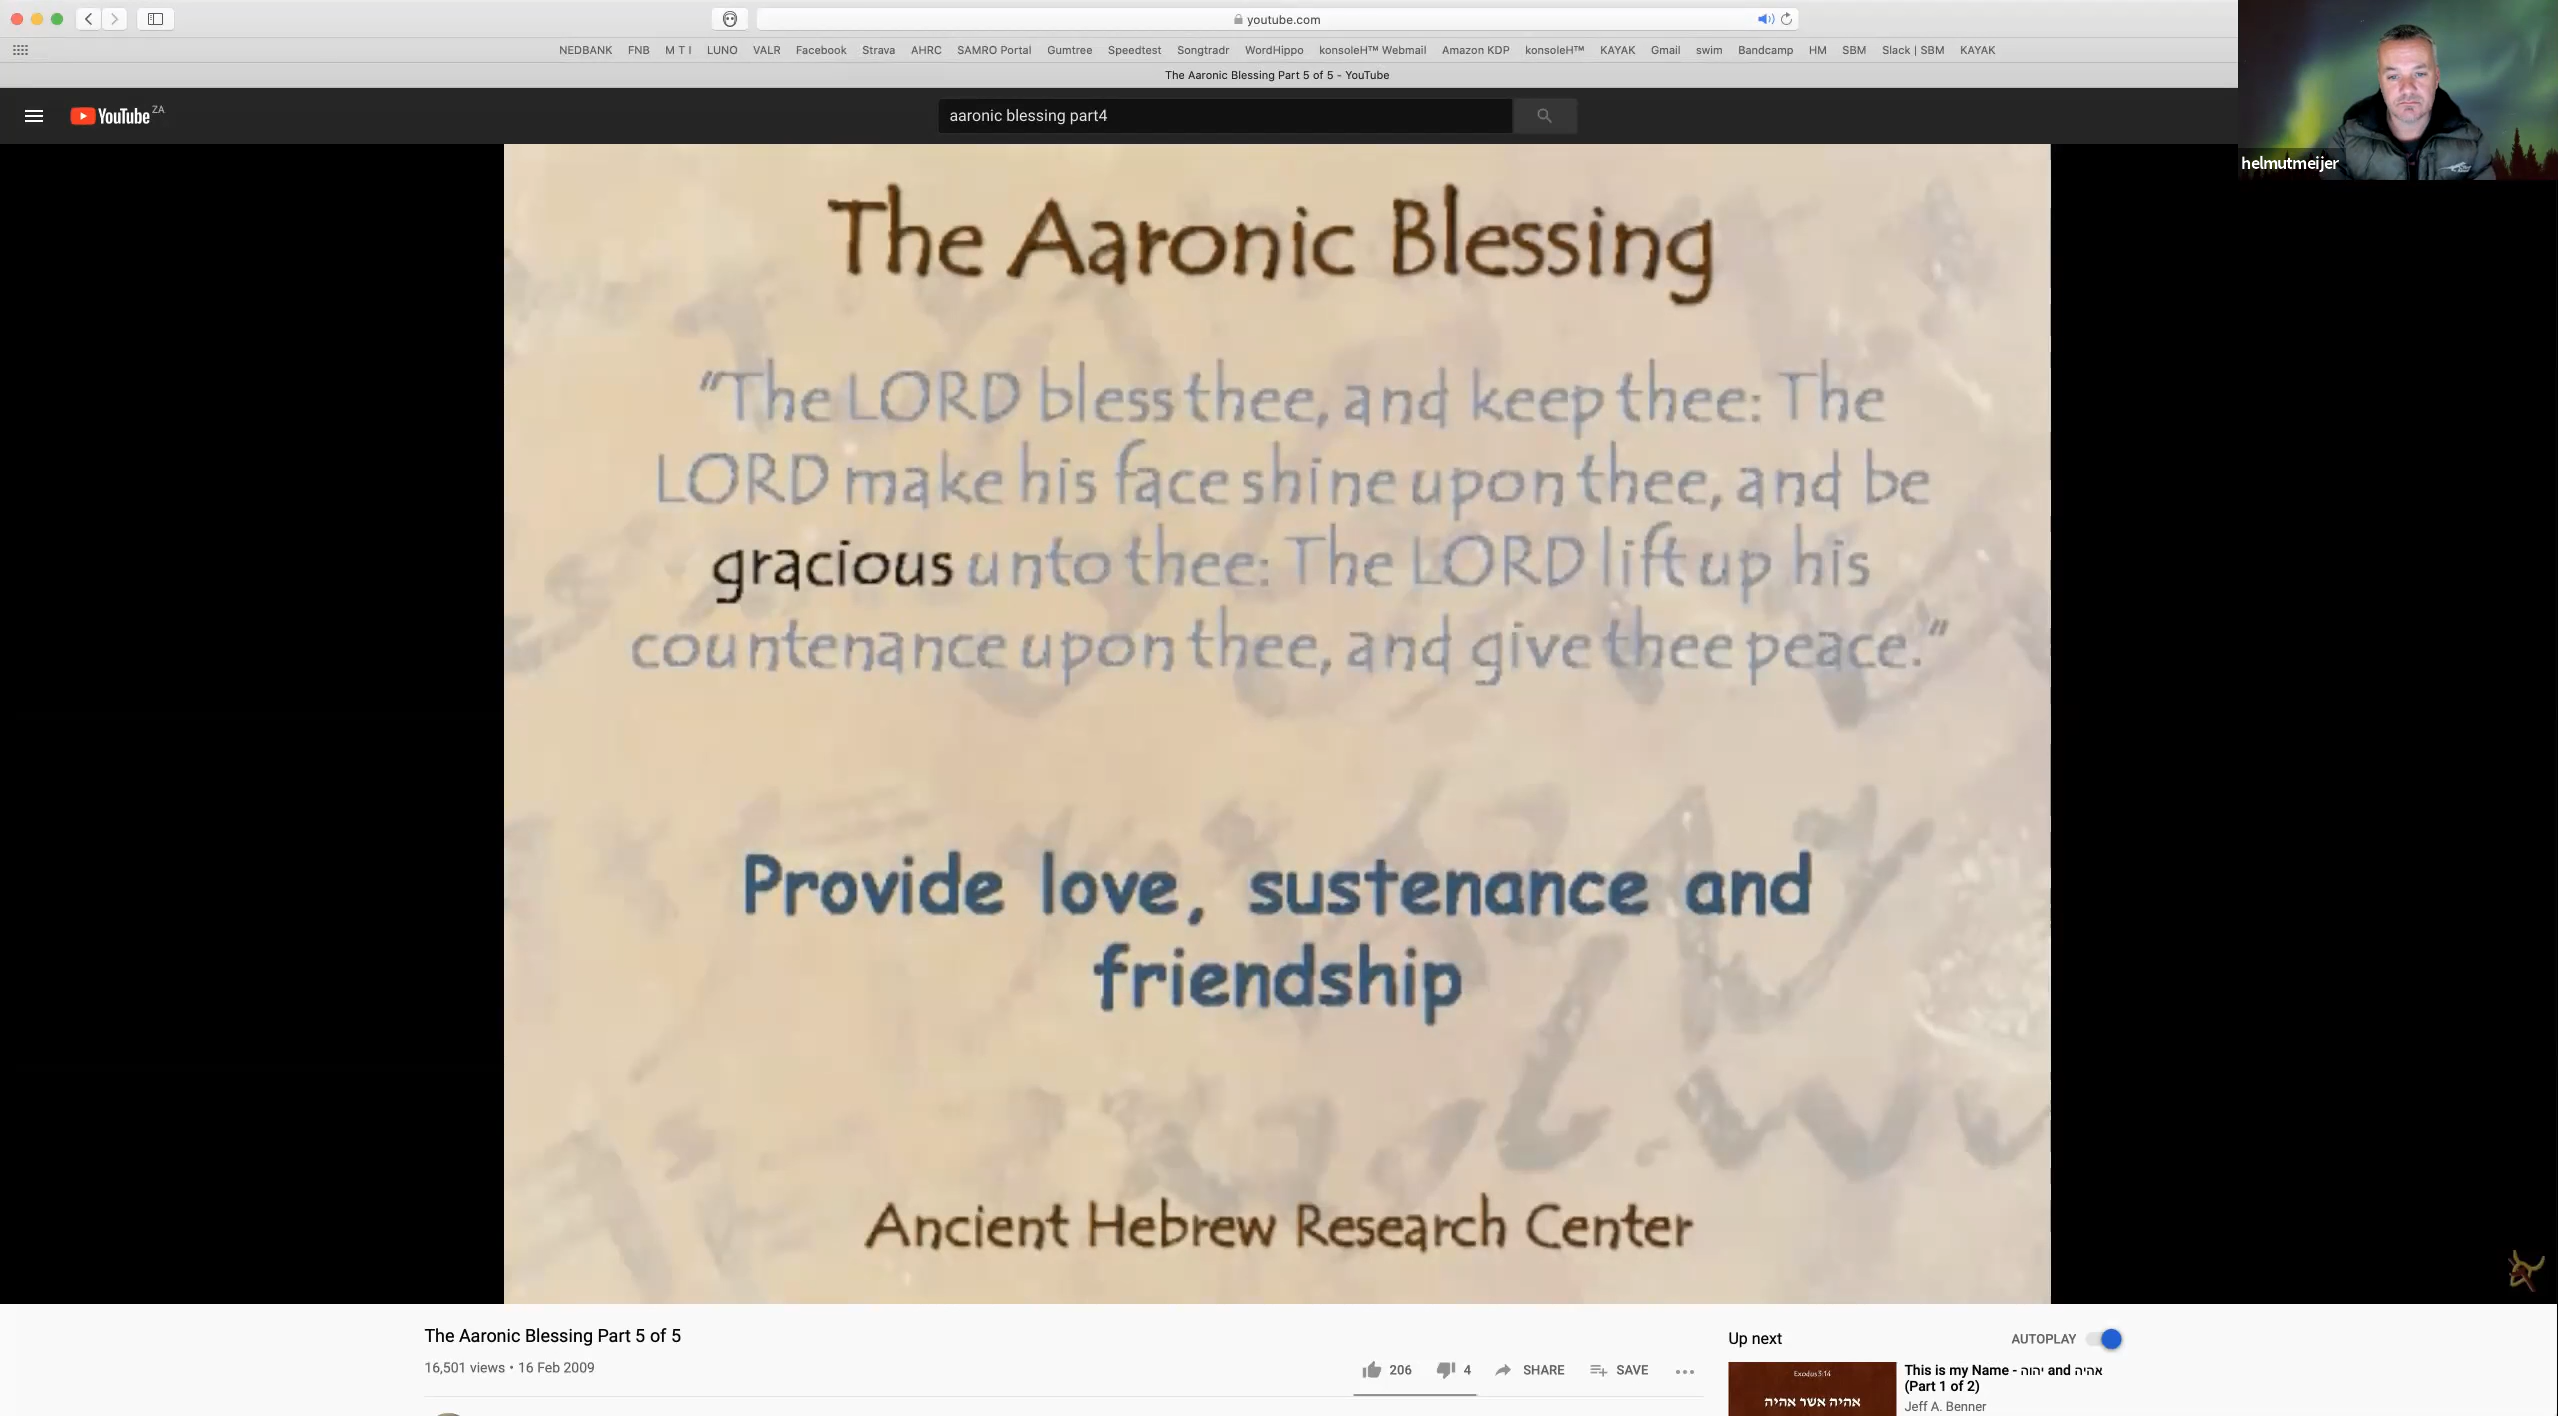 youtube.com
NEDBANK FNB M T I LUNO VALR Facebook Strava AHRC SAMRO Portal Gumtree Speedtest Songtradr WordHippo konsoleH™ Webmail Amazon KDP konsoleH™ KAYAK Gmail swim Bandcamp HM SBM Slack | SBM KAYAK
The Aaronic Blessing Part 5 of 5 - YouTube
YouTube ZA
aaronic blessing part4
helmutmeijer
The Aaronic Blessing
“The LORD bless thee, and keep thee: The
LORD make his face shine upon thee, and be
gracious unto thee: The LORD lift up his
countenance upon thee, and give thee peace.”
Provide love, sustenance and
friendship
Ancient Hebrew Research Center
The Aaronic Blessing Part 5 of 5
16,501 views • 16 Feb 2009
206 4 SHARE SAVE
Up next AUTOPLAY
Exodus 3:14
אהיה אשר אהיה
This is my Name - יהוה and אהיה
(Part 1 of 2)
Jeff A. Benner